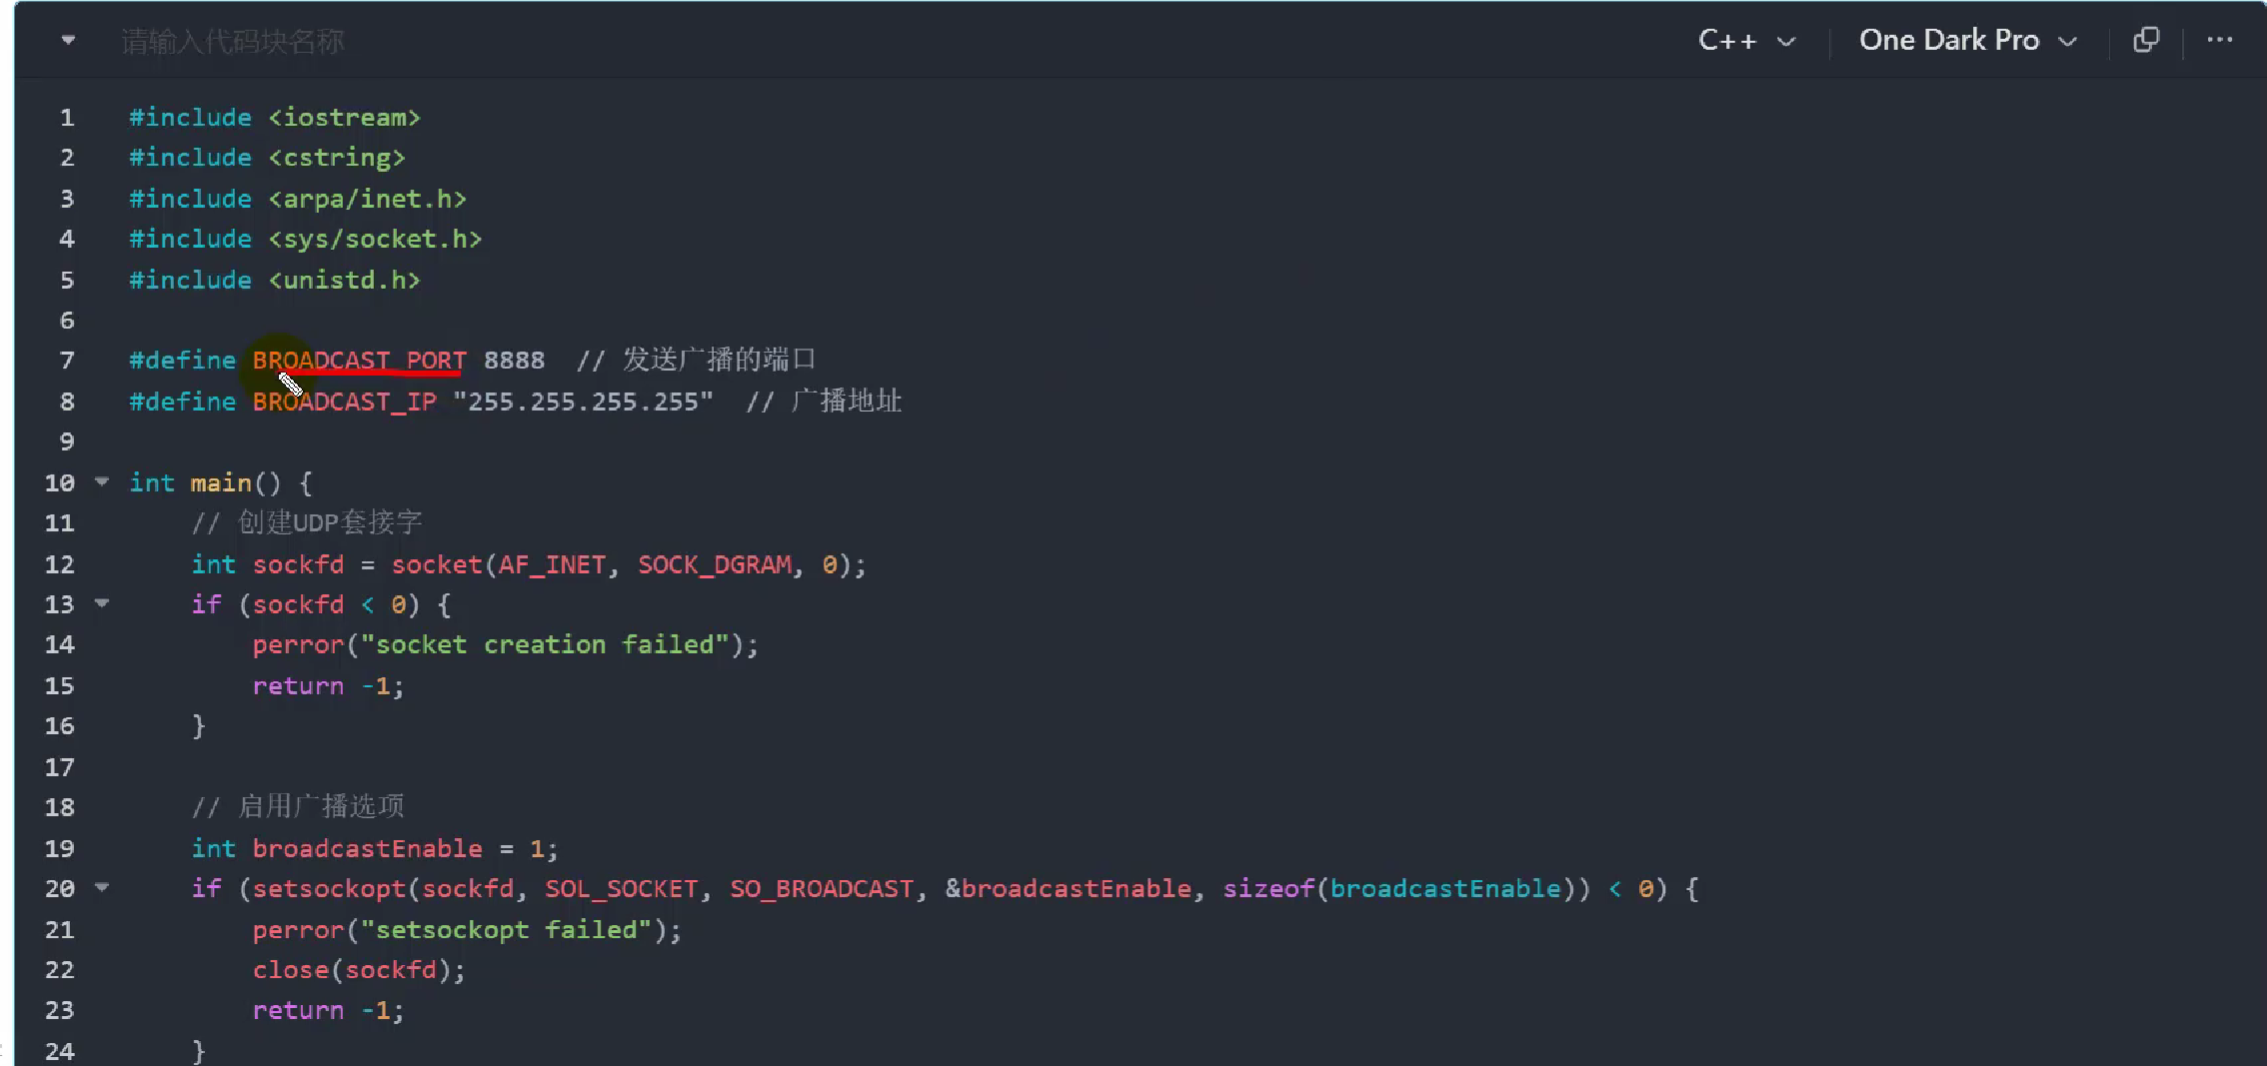 请输入代码块名称 C++ One Dark Pro
1 #include <iostream>
2 #include <cstring>
3 #include <arpa/inet.h>
4 #include <sys/socket.h>
5 #include <unistd.h>
6
7 #define BROADCAST_PORT 8888  // 发送广播的端口
8 #define BROADCAST_IP "255.255.255.255"  // 广播地址
9
10 int main() {
11     // 创建UDP套接字
12     int sockfd = socket(AF_INET, SOCK_DGRAM, 0);
13     if (sockfd < 0) {
14         perror("socket creation failed");
15         return -1;
16     }
17
18     // 启用广播选项
19     int broadcastEnable = 1;
20     if (setsockopt(sockfd, SOL_SOCKET, SO_BROADCAST, &broadcastEnable, sizeof(broadcastEnable)) < 0) {
21         perror("setsockopt failed");
22         close(sockfd);
23         return -1;
24     }